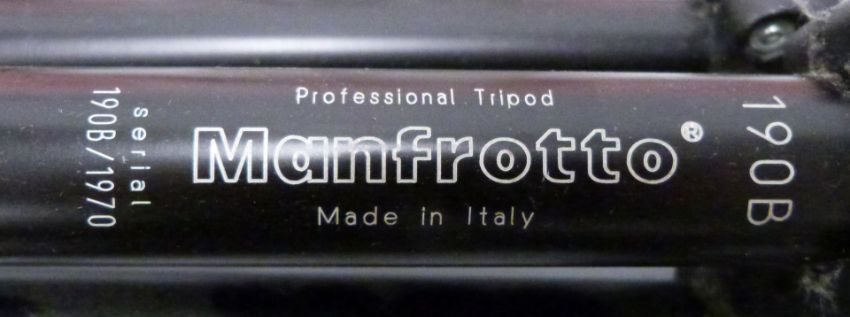 serial
190B/1970
Professional Tripod
Manfrotto®
Made in Italy
190B